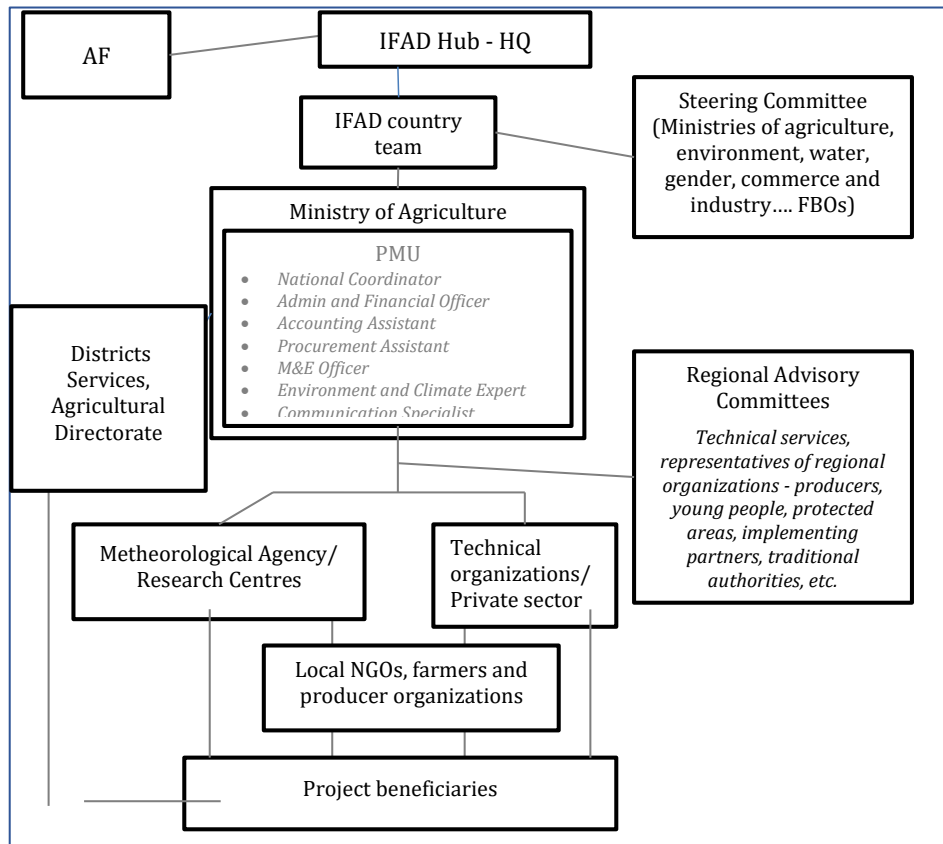 AF
IFAD Hub - HQ
IFAD country
team
Steering Committee
(Ministries of agriculture,
environment, water,
gender, commerce and
industry.... FBOs)
Ministry of Agriculture
PMU
• National Coordinator
• Admin and Financial Officer
• Accounting Assistant
• Procurement Assistant
• M&E Officer
• Environment and Climate Expert
• Communication Specialist
Districts
Services,
Agricultural
Directorate
Regional Advisory
Committees
Technical services,
representatives of regional
organizations - producers,
young people, protected
areas, implementing
partners, traditional
authorities, etc.
Metheorological Agency/
Research Centres
Technical
organizations/
Private sector
Local NGOs, farmers and
producer organizations
Project beneficiaries